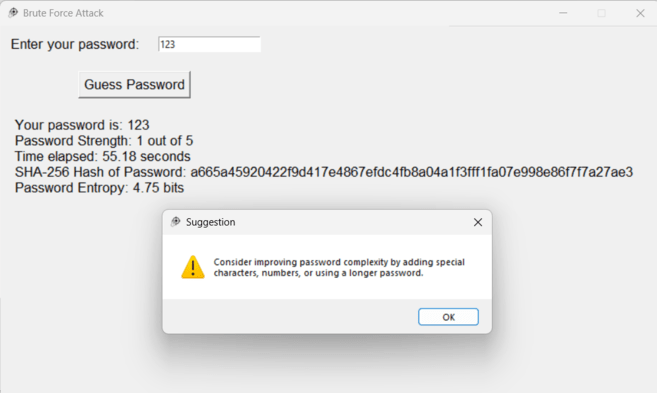 Brute Force Attack
Enter your password: 123
Guess Password
Your password is: 123
Password Strength: 1 out of 5
Time elapsed: 55.18 seconds
SHA-256 Hash of Password: a665a45920422f9d417e4867efdc4fb8a04a1f3fff1fa07e998e86f7f7a27ae3
Password Entropy: 4.75 bits
Suggestion
Consider improving password complexity by adding special
characters, numbers, or using a longer password.
OK